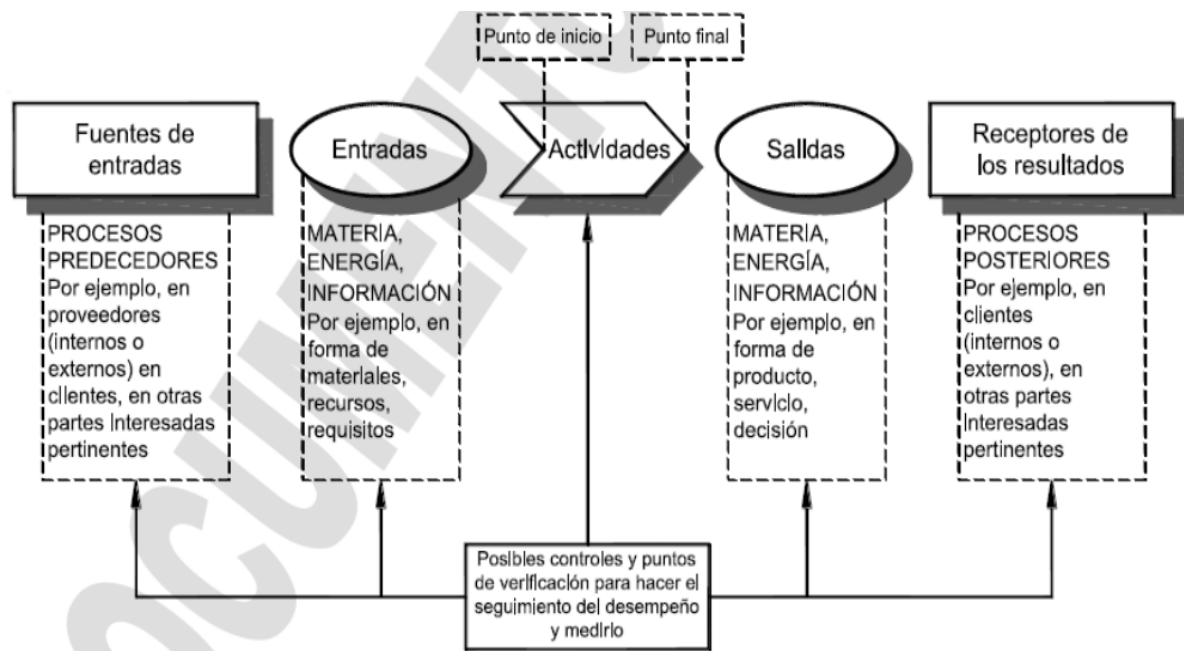 Punto de inicio
Punto final
Fuentes de
entradas
Entradas
Actividades
Salidas
Receptores de
los resultados
PROCESOS
PREDECEDORES
Por ejemplo, en
proveedores
(internos o
externos) en
clientes, en otras
partes interesadas
pertinentes
MATERIA,
ENERGÍA,
INFORMACIÓN
Por ejemplo, en
forma de
materiales,
recursos,
requisitos
MATERIA,
ENERGÍA,
INFORMACIÓN
Por ejemplo, en
forma de
producto,
servicio,
decisión
PROCESOS
POSTERIORES
Por ejemplo, en
clientes
(internos o
externos), en
otras partes
interesadas
pertinentes
Posibles controles y puntos
de verificación para hacer el
seguimiento del desempeño
y medirlo
OCUMENTO